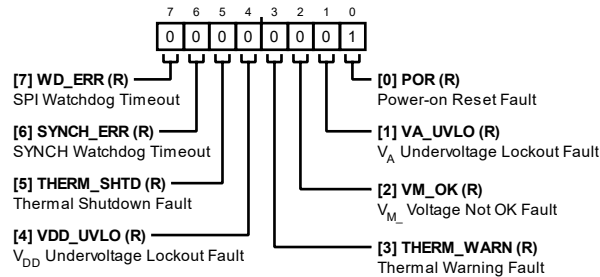 7 6 5 4 3 2 1 0
0 0 0 0 0 0 0 1
[7] WD_ERR (R)
SPI Watchdog Timeout
[6] SYNCH_ERR (R)
SYNCH Watchdog Timeout
[5] THERM_SHTD (R)
Thermal Shutdown Fault
[4] VDD_UVLO (R)
VDD Undervoltage Lockout Fault
[0] POR (R)
Power-on Reset Fault
[1] VA_UVLO (R)
VA Undervoltage Lockout Fault
[2] VM_OK (R)
VM_ Voltage Not OK Fault
[3] THERM_WARN (R)
Thermal Warning Fault